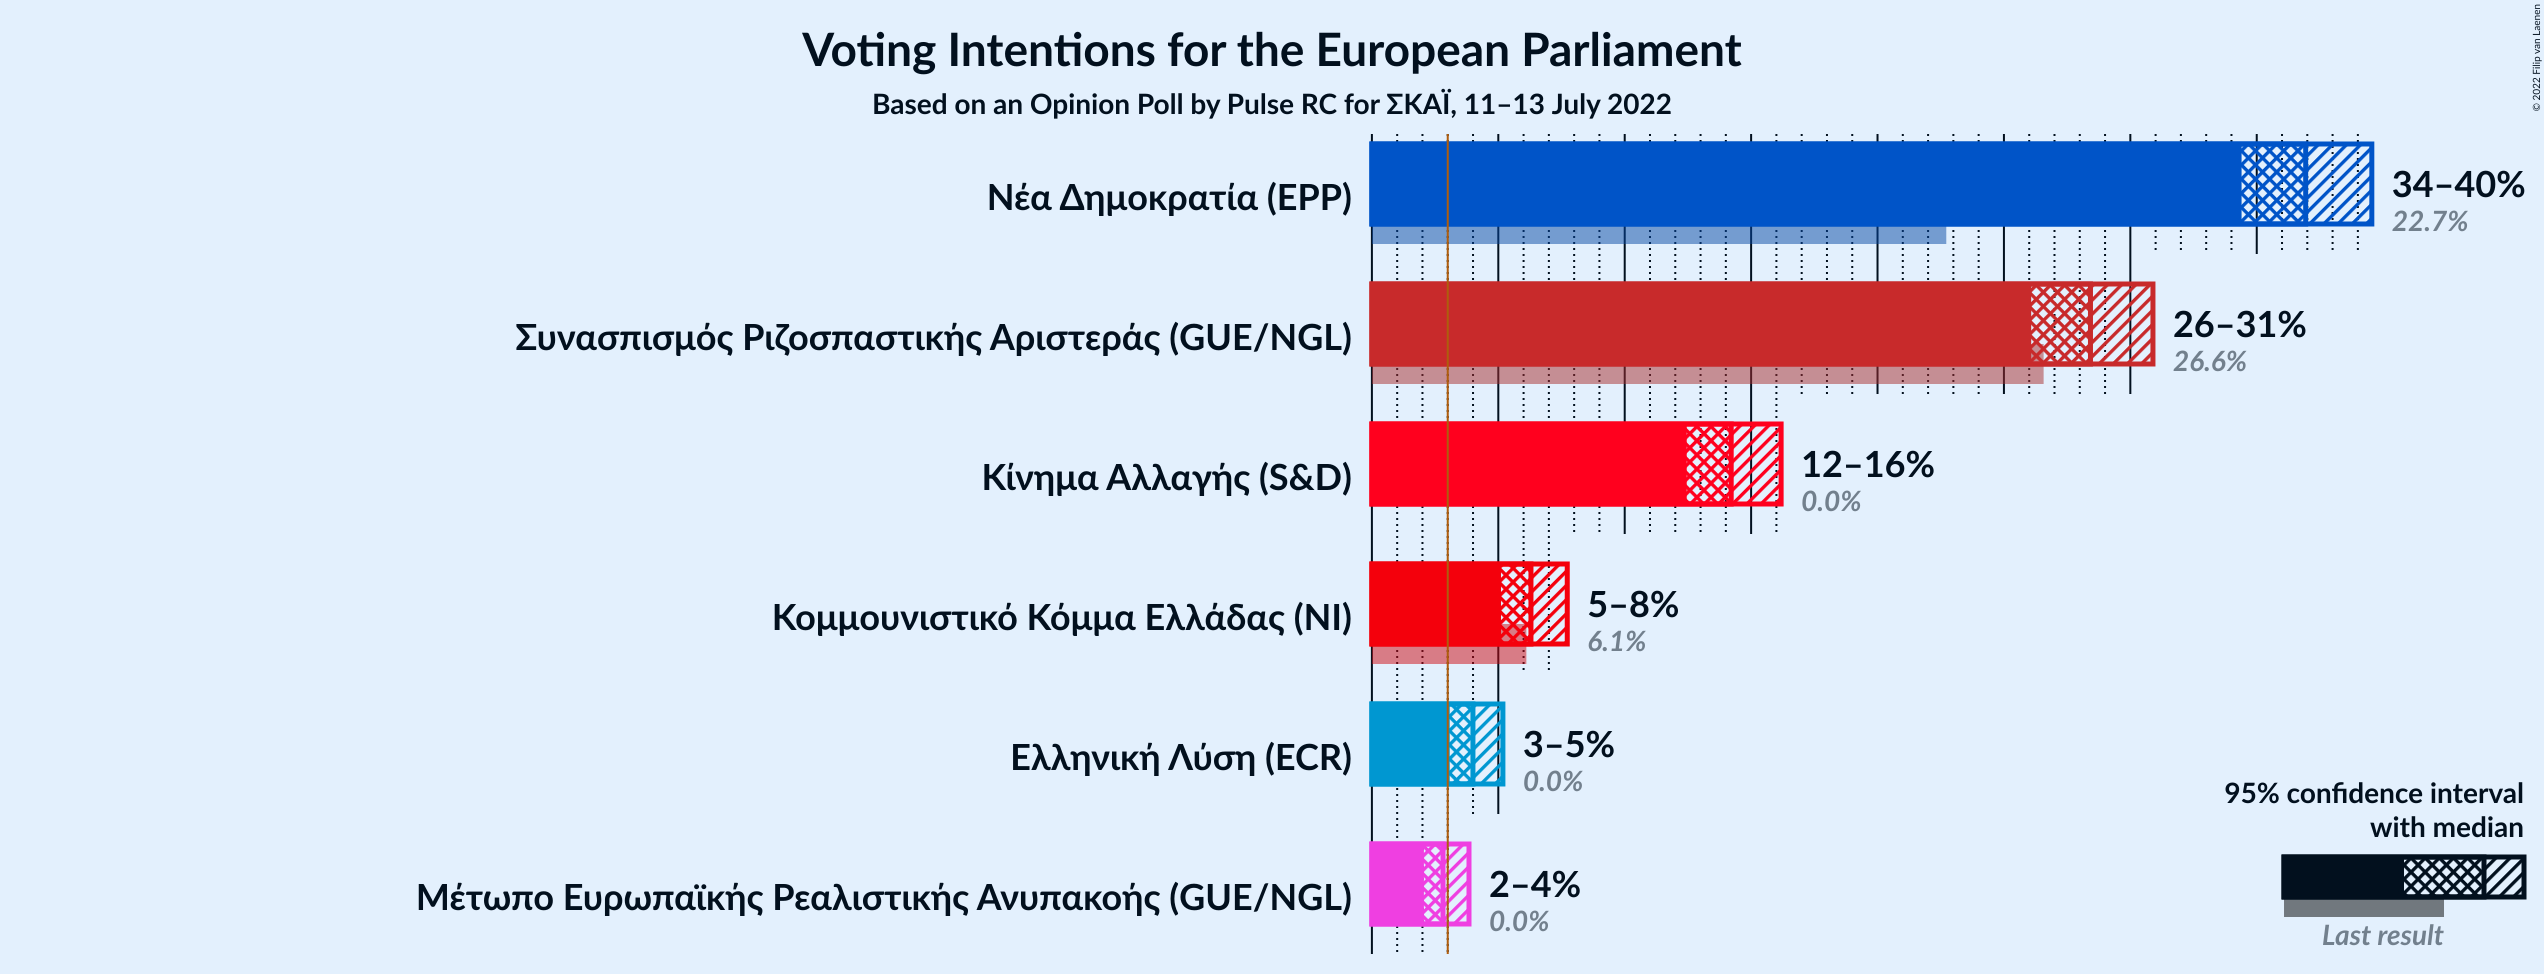 Voting Intentions for the European Parliament
Based on an Opinion Poll by Pulse RC for ΣΚΑΪ, 11–13 July 2022
© 2022 Filip van Laenen
Νέα Δημοκρατία (EPP)
34–40%
22.7%
Συνασπισμός Ριζοσπαστικής Αριστεράς (GUE/NGL)
26–31%
26.6%
Κίνημα Αλλαγής (S&D)
12–16%
0.0%
Κομμουνιστικό Κόμμα Ελλάδας (NI)
5–8%
6.1%
Ελληνική Λύση (ECR)
3–5%
0.0%
Μέτωπο Ευρωπαϊκής Ρεαλιστικής Ανυπακοής (GUE/NGL)
2–4%
0.0%
95% confidence interval
with median
Last result